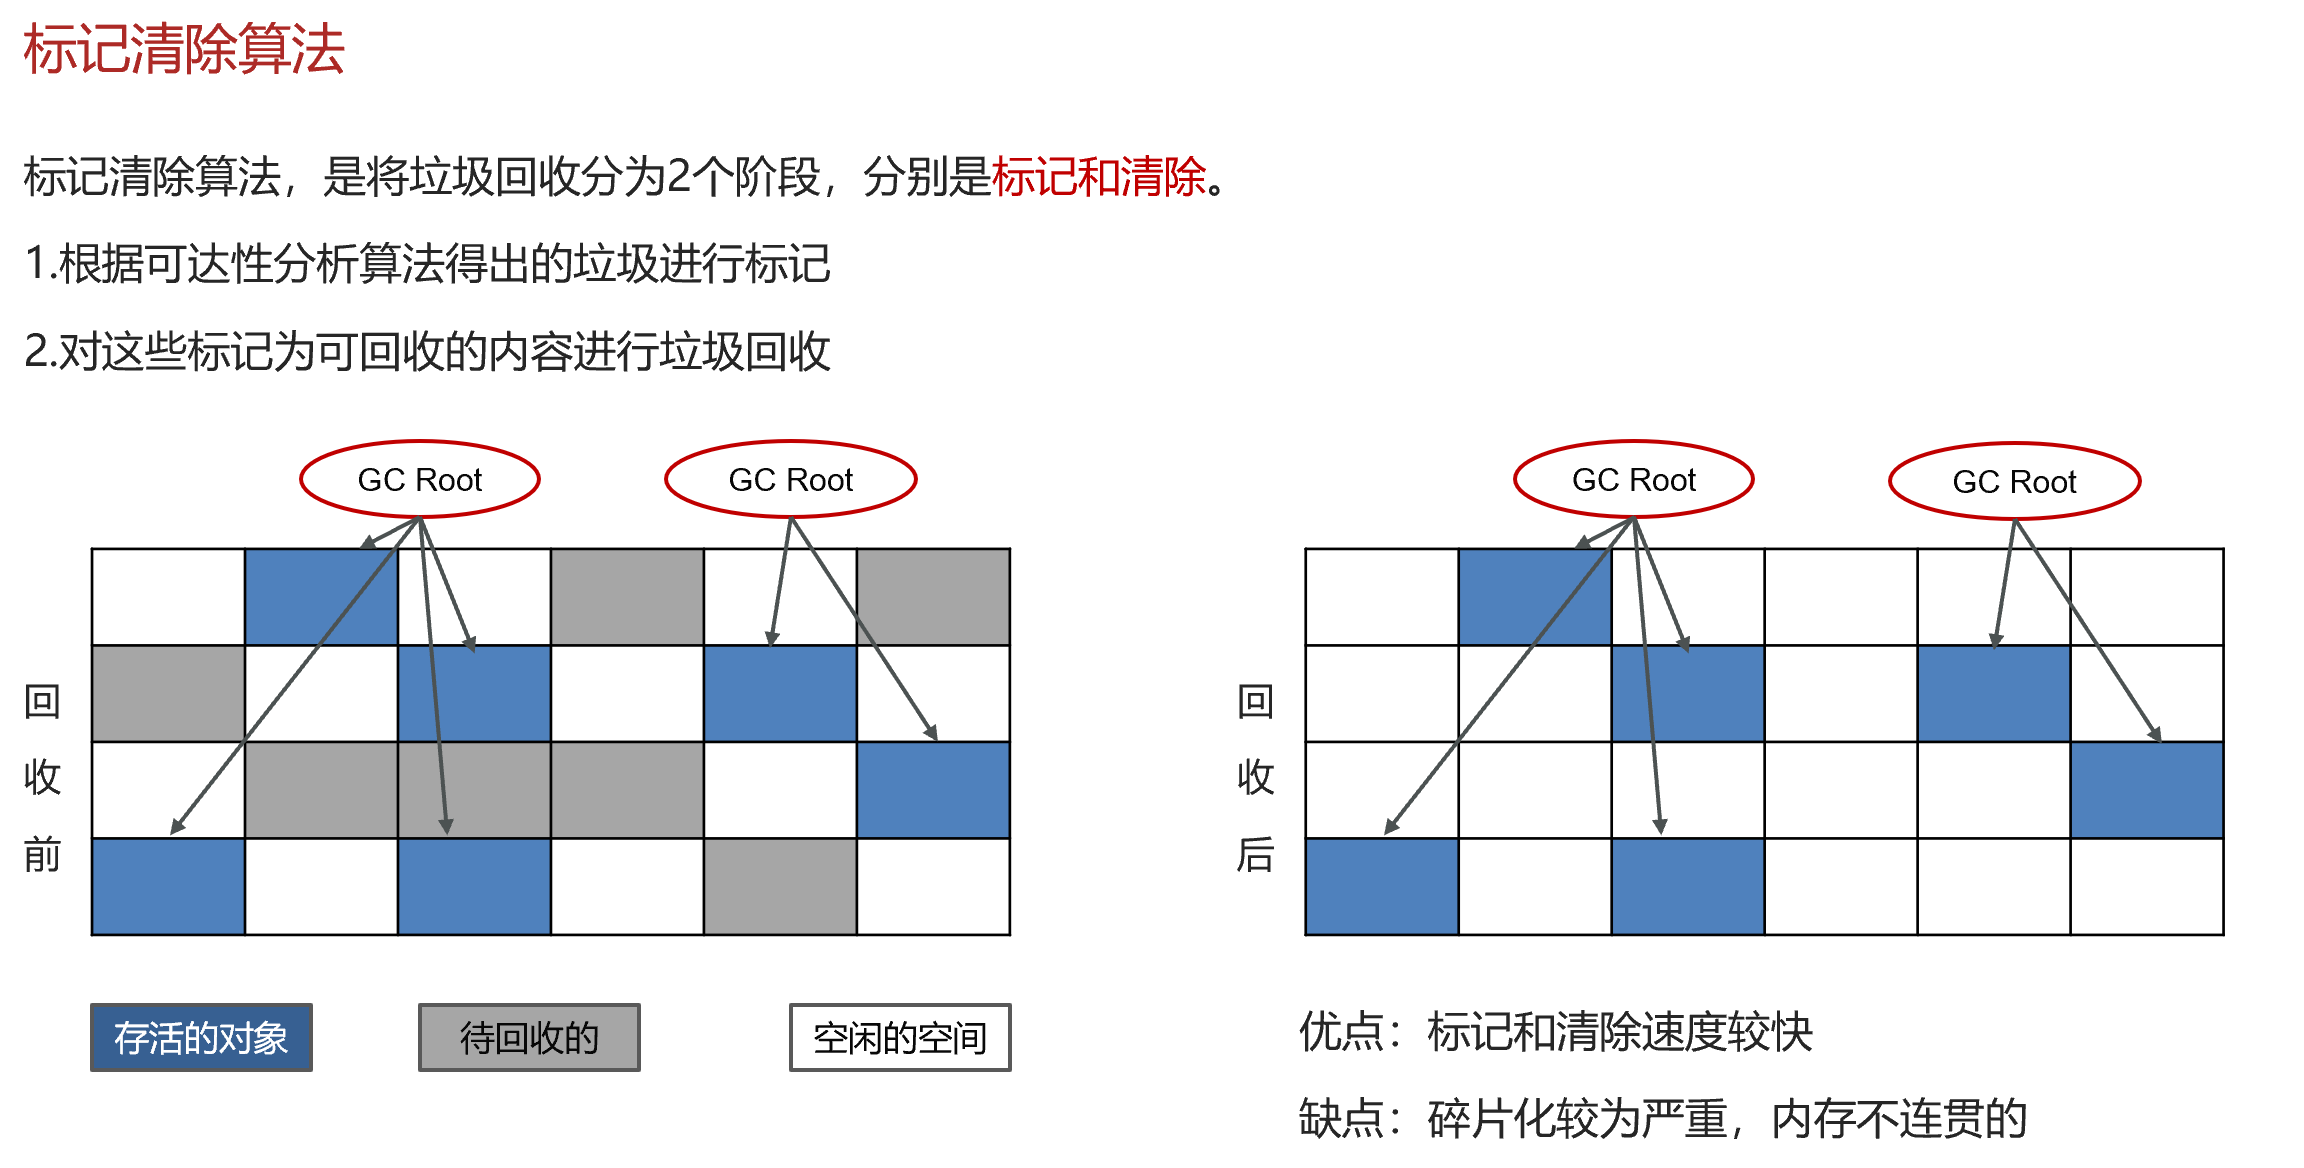 标记清除算法
标记清除算法，是将垃圾回收分为2个阶段，分别是标记和清除。
1.根据可达性分析算法得出的垃圾进行标记
2.对这些标记为可回收的内容进行垃圾回收
GC Root
GC Root
回收前
存活的对象
待回收的
空闲的空间
GC Root
GC Root
回收后
优点：标记和清除速度较快
缺点：碎片化较为严重，内存不连贯的